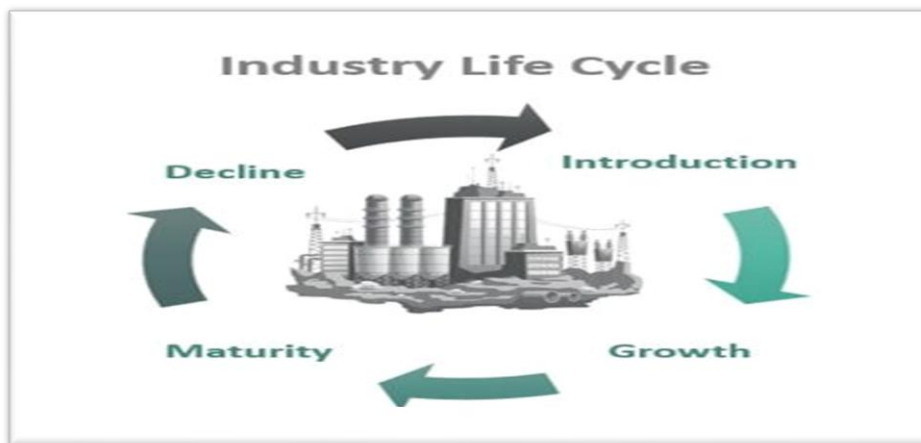 Industry Life Cycle
Decline
Introduction
Maturity
Growth